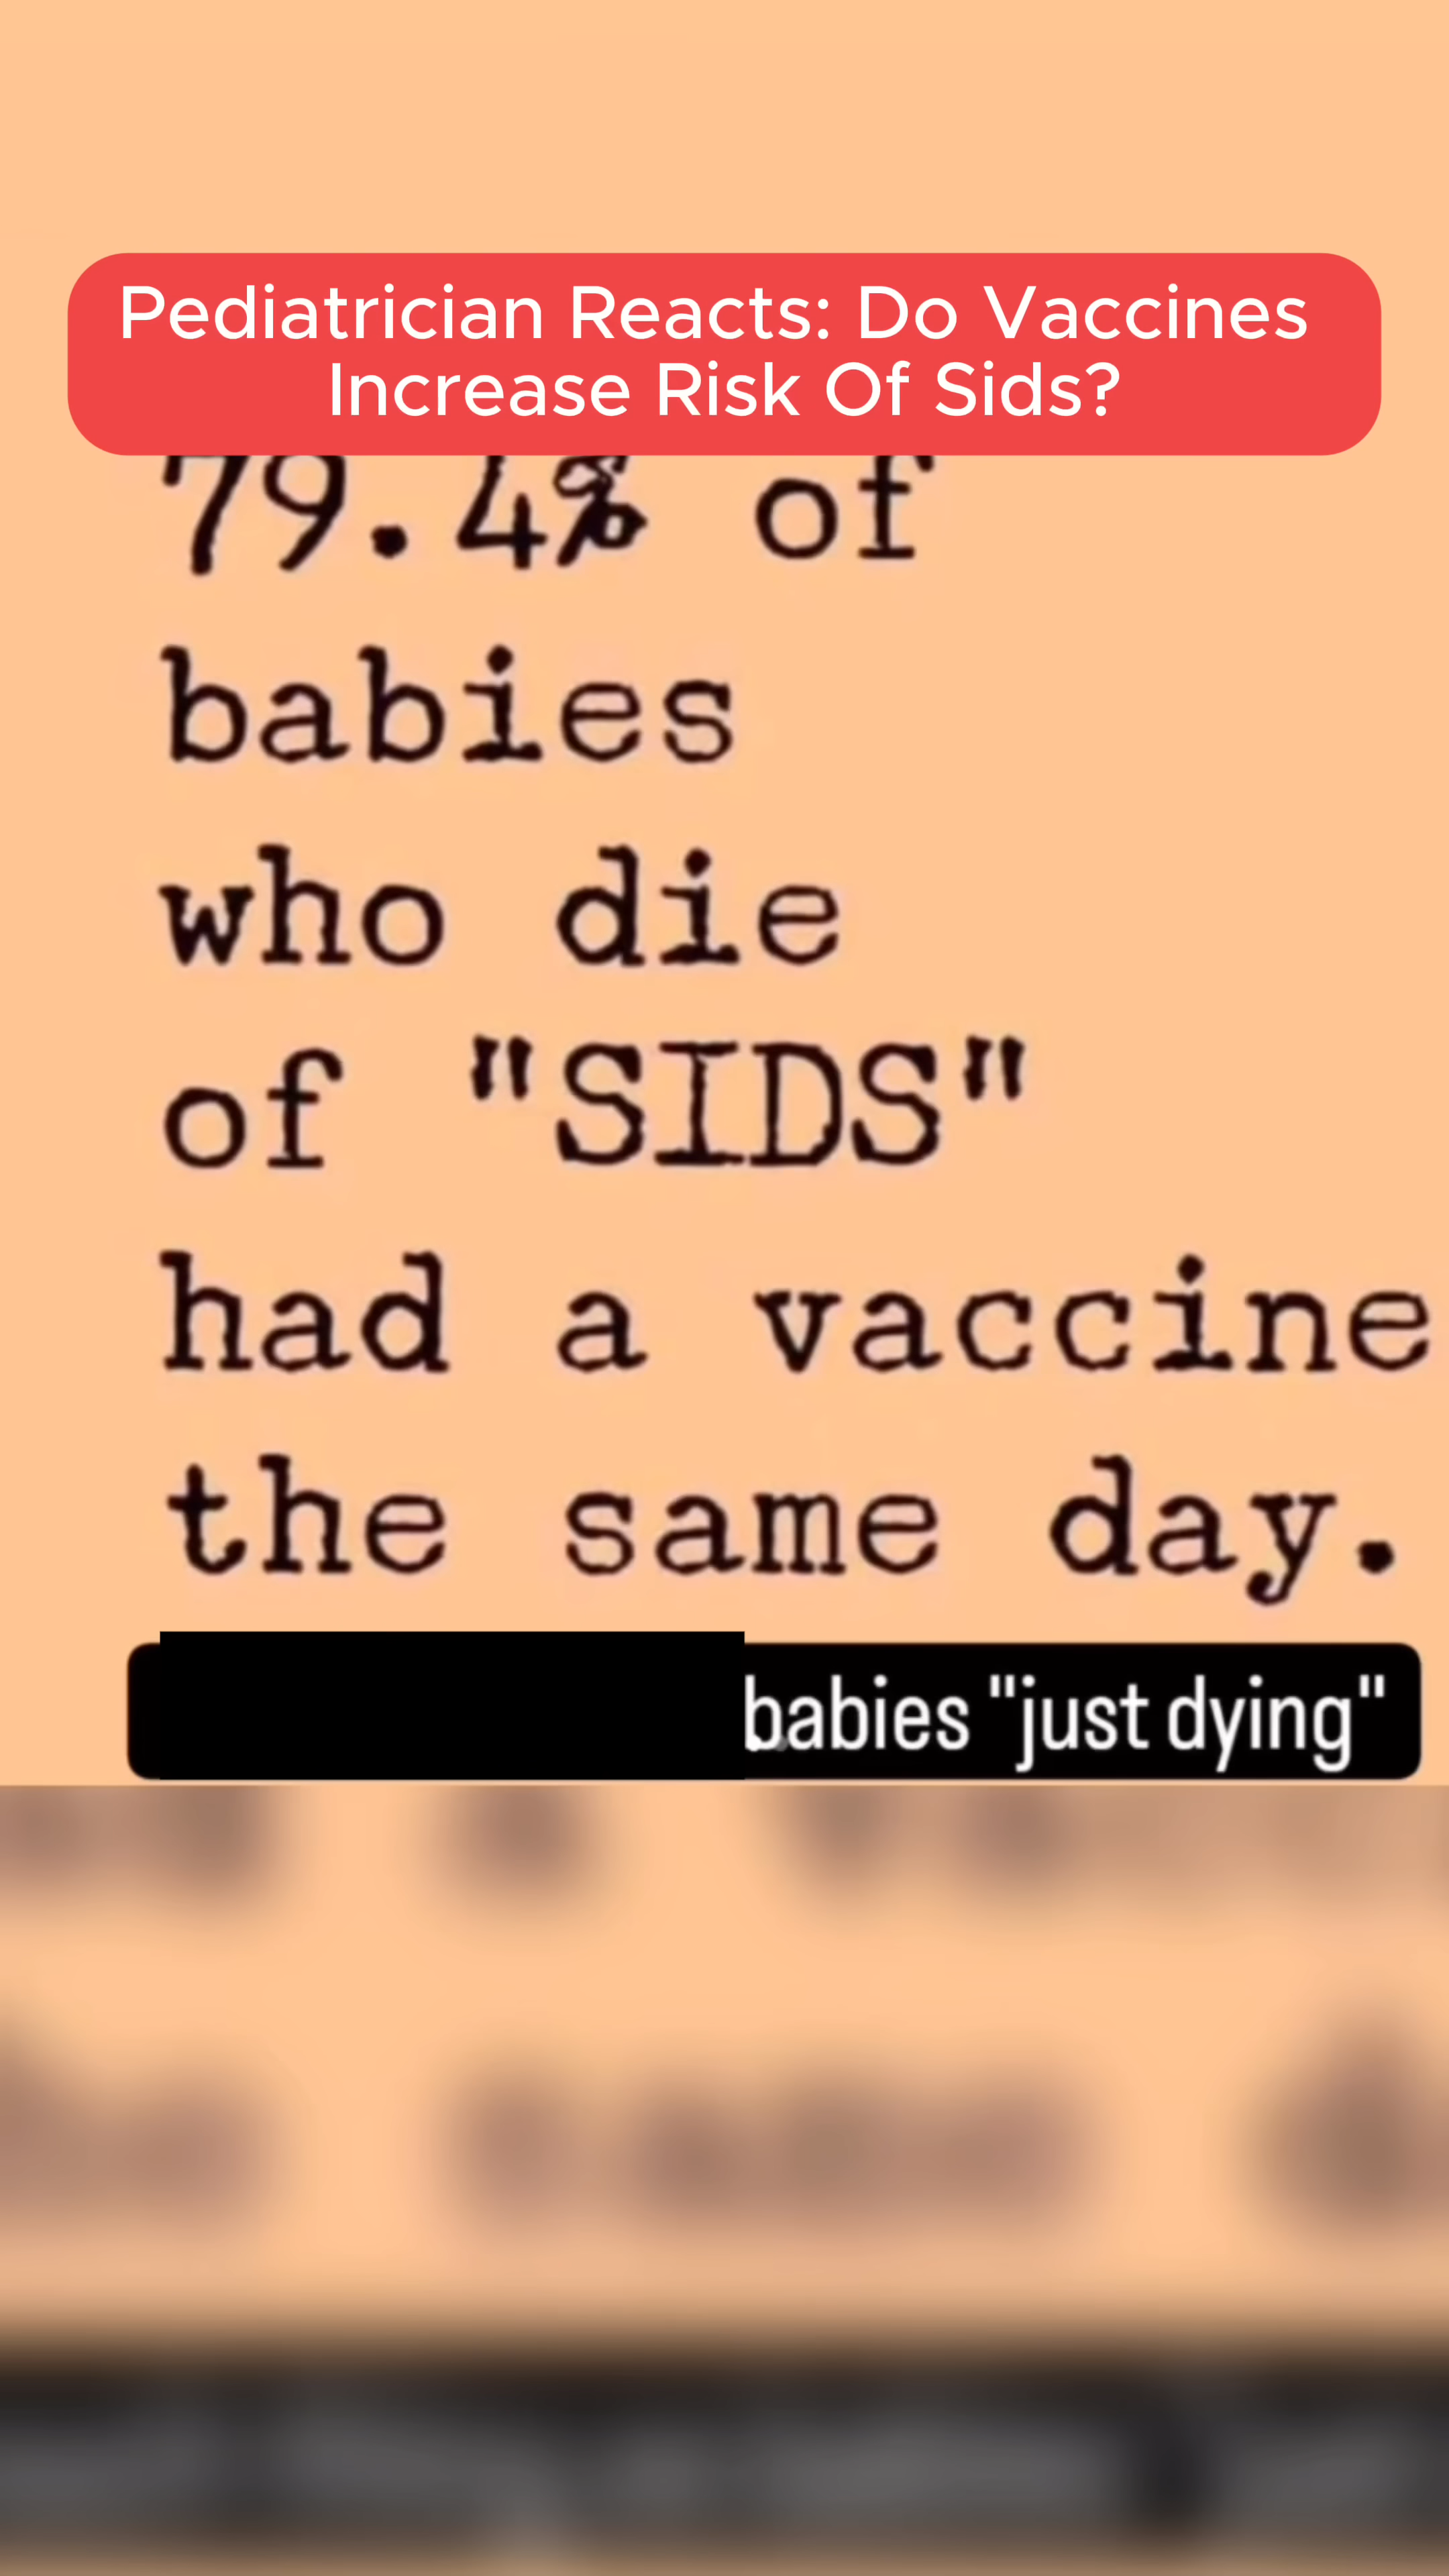 Pediatrician Reacts: Do Vaccines
Increase Risk Of Sids?
79.4% of
babies
who die
of "SIDS"
had a vaccine
the same day.
babies "just dying"